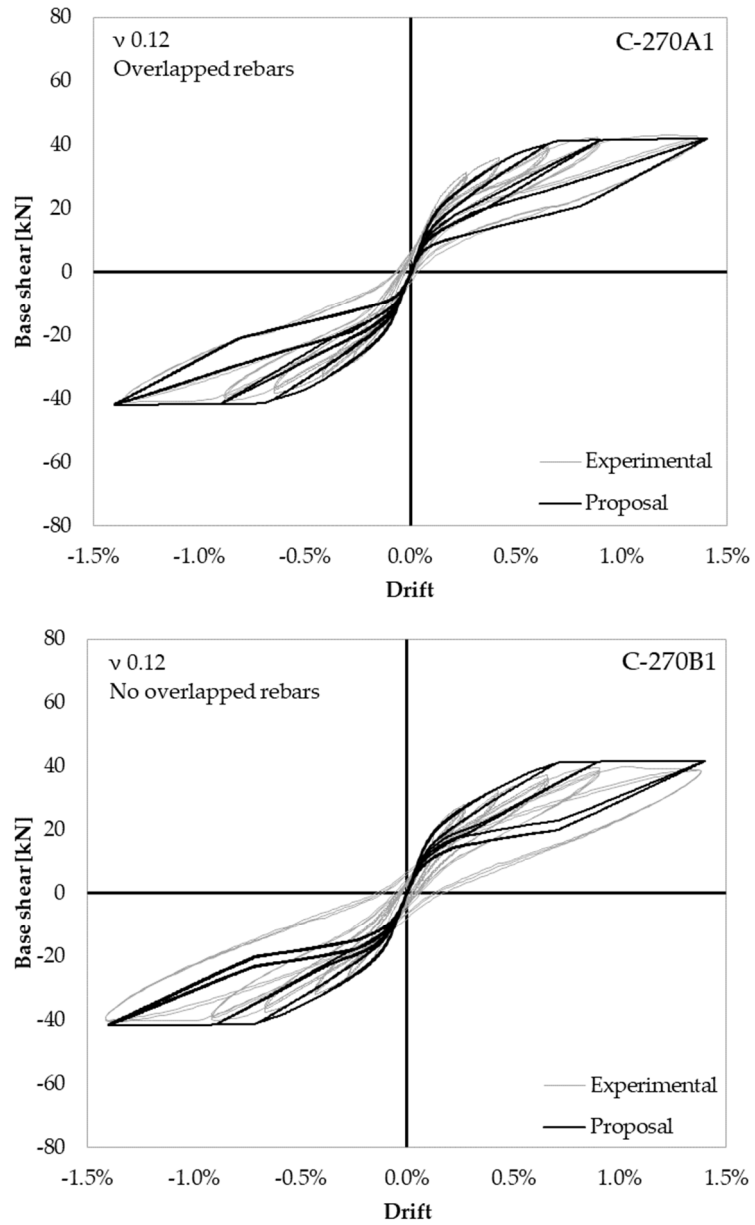 80
60
40
20
0
-20
-40
-60
-80
Base shear [kN]
ν 0.12
Overlapped rebars
C-270A1
Experimental
Proposal
-1.5%
-1.0%
-0.5%
0.0%
0.5%
1.0%
1.5%
Drift
80
60
40
20
0
-20
-40
-60
-80
Base shear [kN]
ν 0.12
No overlapped rebars
C-270B1
Experimental
Proposal
-1.5%
-1.0%
-0.5%
0.0%
0.5%
1.0%
1.5%
Drift